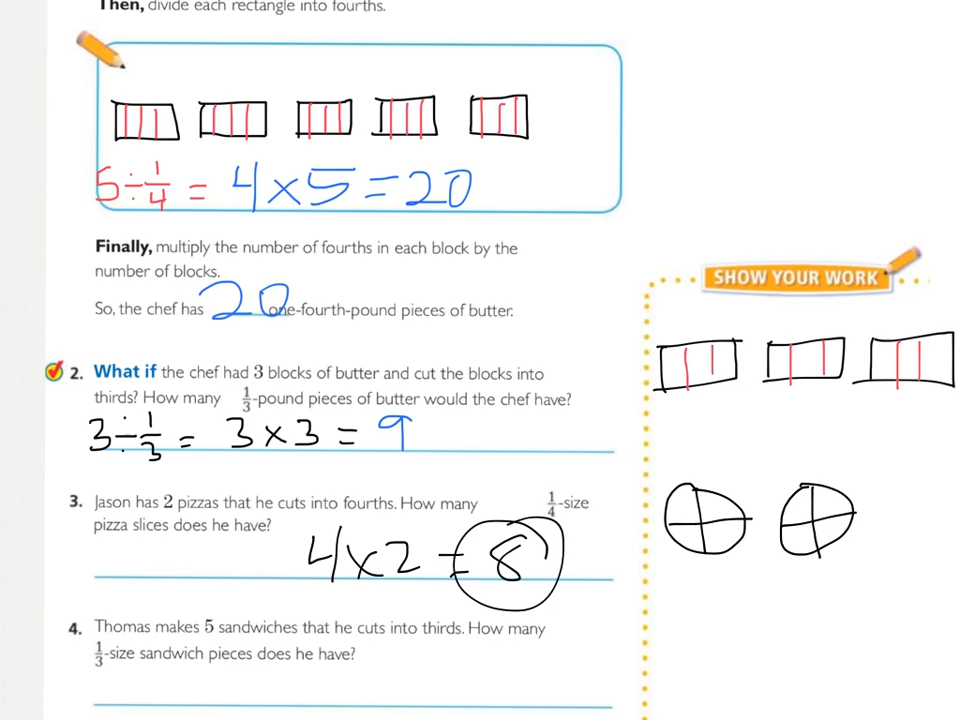 Then, divide each rectangle into fourths.
5 ÷ 1/4 = 4 x 5 = 20
Finally, multiply the number of fourths in each block by the
number of blocks.
So, the chef has 20 one-fourth-pound pieces of butter.
SHOW YOUR WORK
2. What if the chef had 3 blocks of butter and cut the blocks into
thirds? How many 1/3-pound pieces of butter would the chef have?
3 ÷ 1/3 = 3 x 3 = 9
3. Jason has 2 pizzas that he cuts into fourths. How many 1/4-size
pizza slices does he have?
4 x 2 = 8
4. Thomas makes 5 sandwiches that he cuts into thirds. How many
1/3-size sandwich pieces does he have?